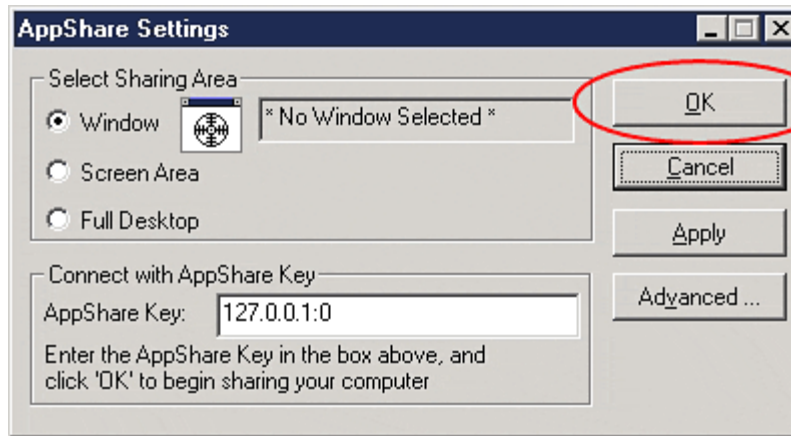 AppShare Settings
Select Sharing Area
Window
* No Window Selected *
Screen Area
Full Desktop
Connect with AppShare Key
AppShare Key: 127.0.0.1:0
Enter the AppShare Key in the box above, and
click 'OK' to begin sharing your computer
OK
Cancel
Apply
Advanced ...